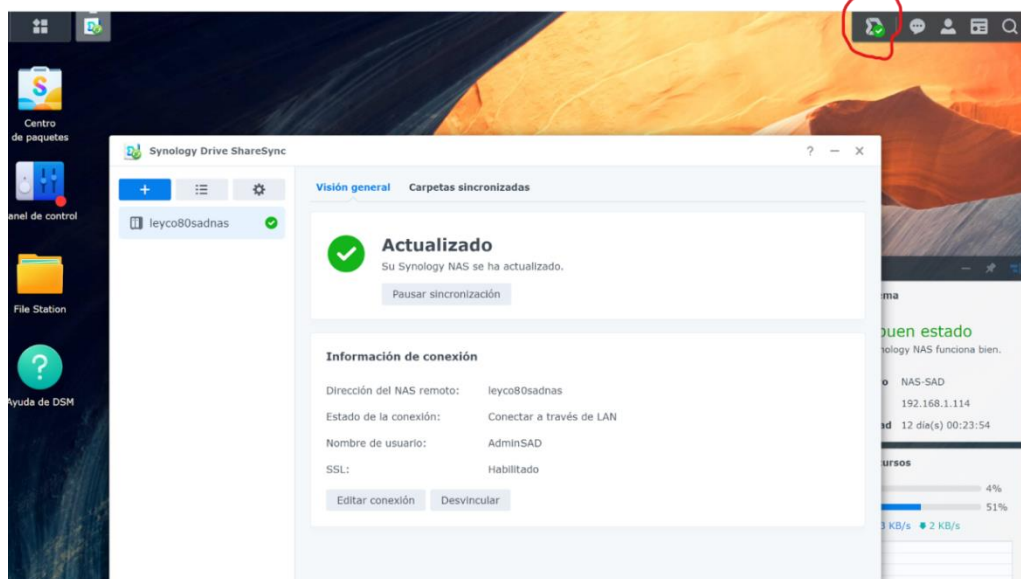 Centro
de paquetes
anel de control
File Station
Ayuda de DSM
Synology Drive ShareSync
leyco80sadnas
Visión general Carpetas sincronizadas
Actualizado
Su Synology NAS se ha actualizado.
Pausar sincronización
Información de conexión
Dirección del NAS remoto: leyco80sadnas
Estado de la conexión: Conectar a través de LAN
Nombre de usuario: AdminSAD
SSL: Habilitado
Editar conexión Desvincular
ema
buen estado
nology NAS funciona bien.
o NAS-SAD
192.168.1.114
ad 12 día(s) 00:23:54
ursos
4%
51%
3 KB/s 2 KB/s